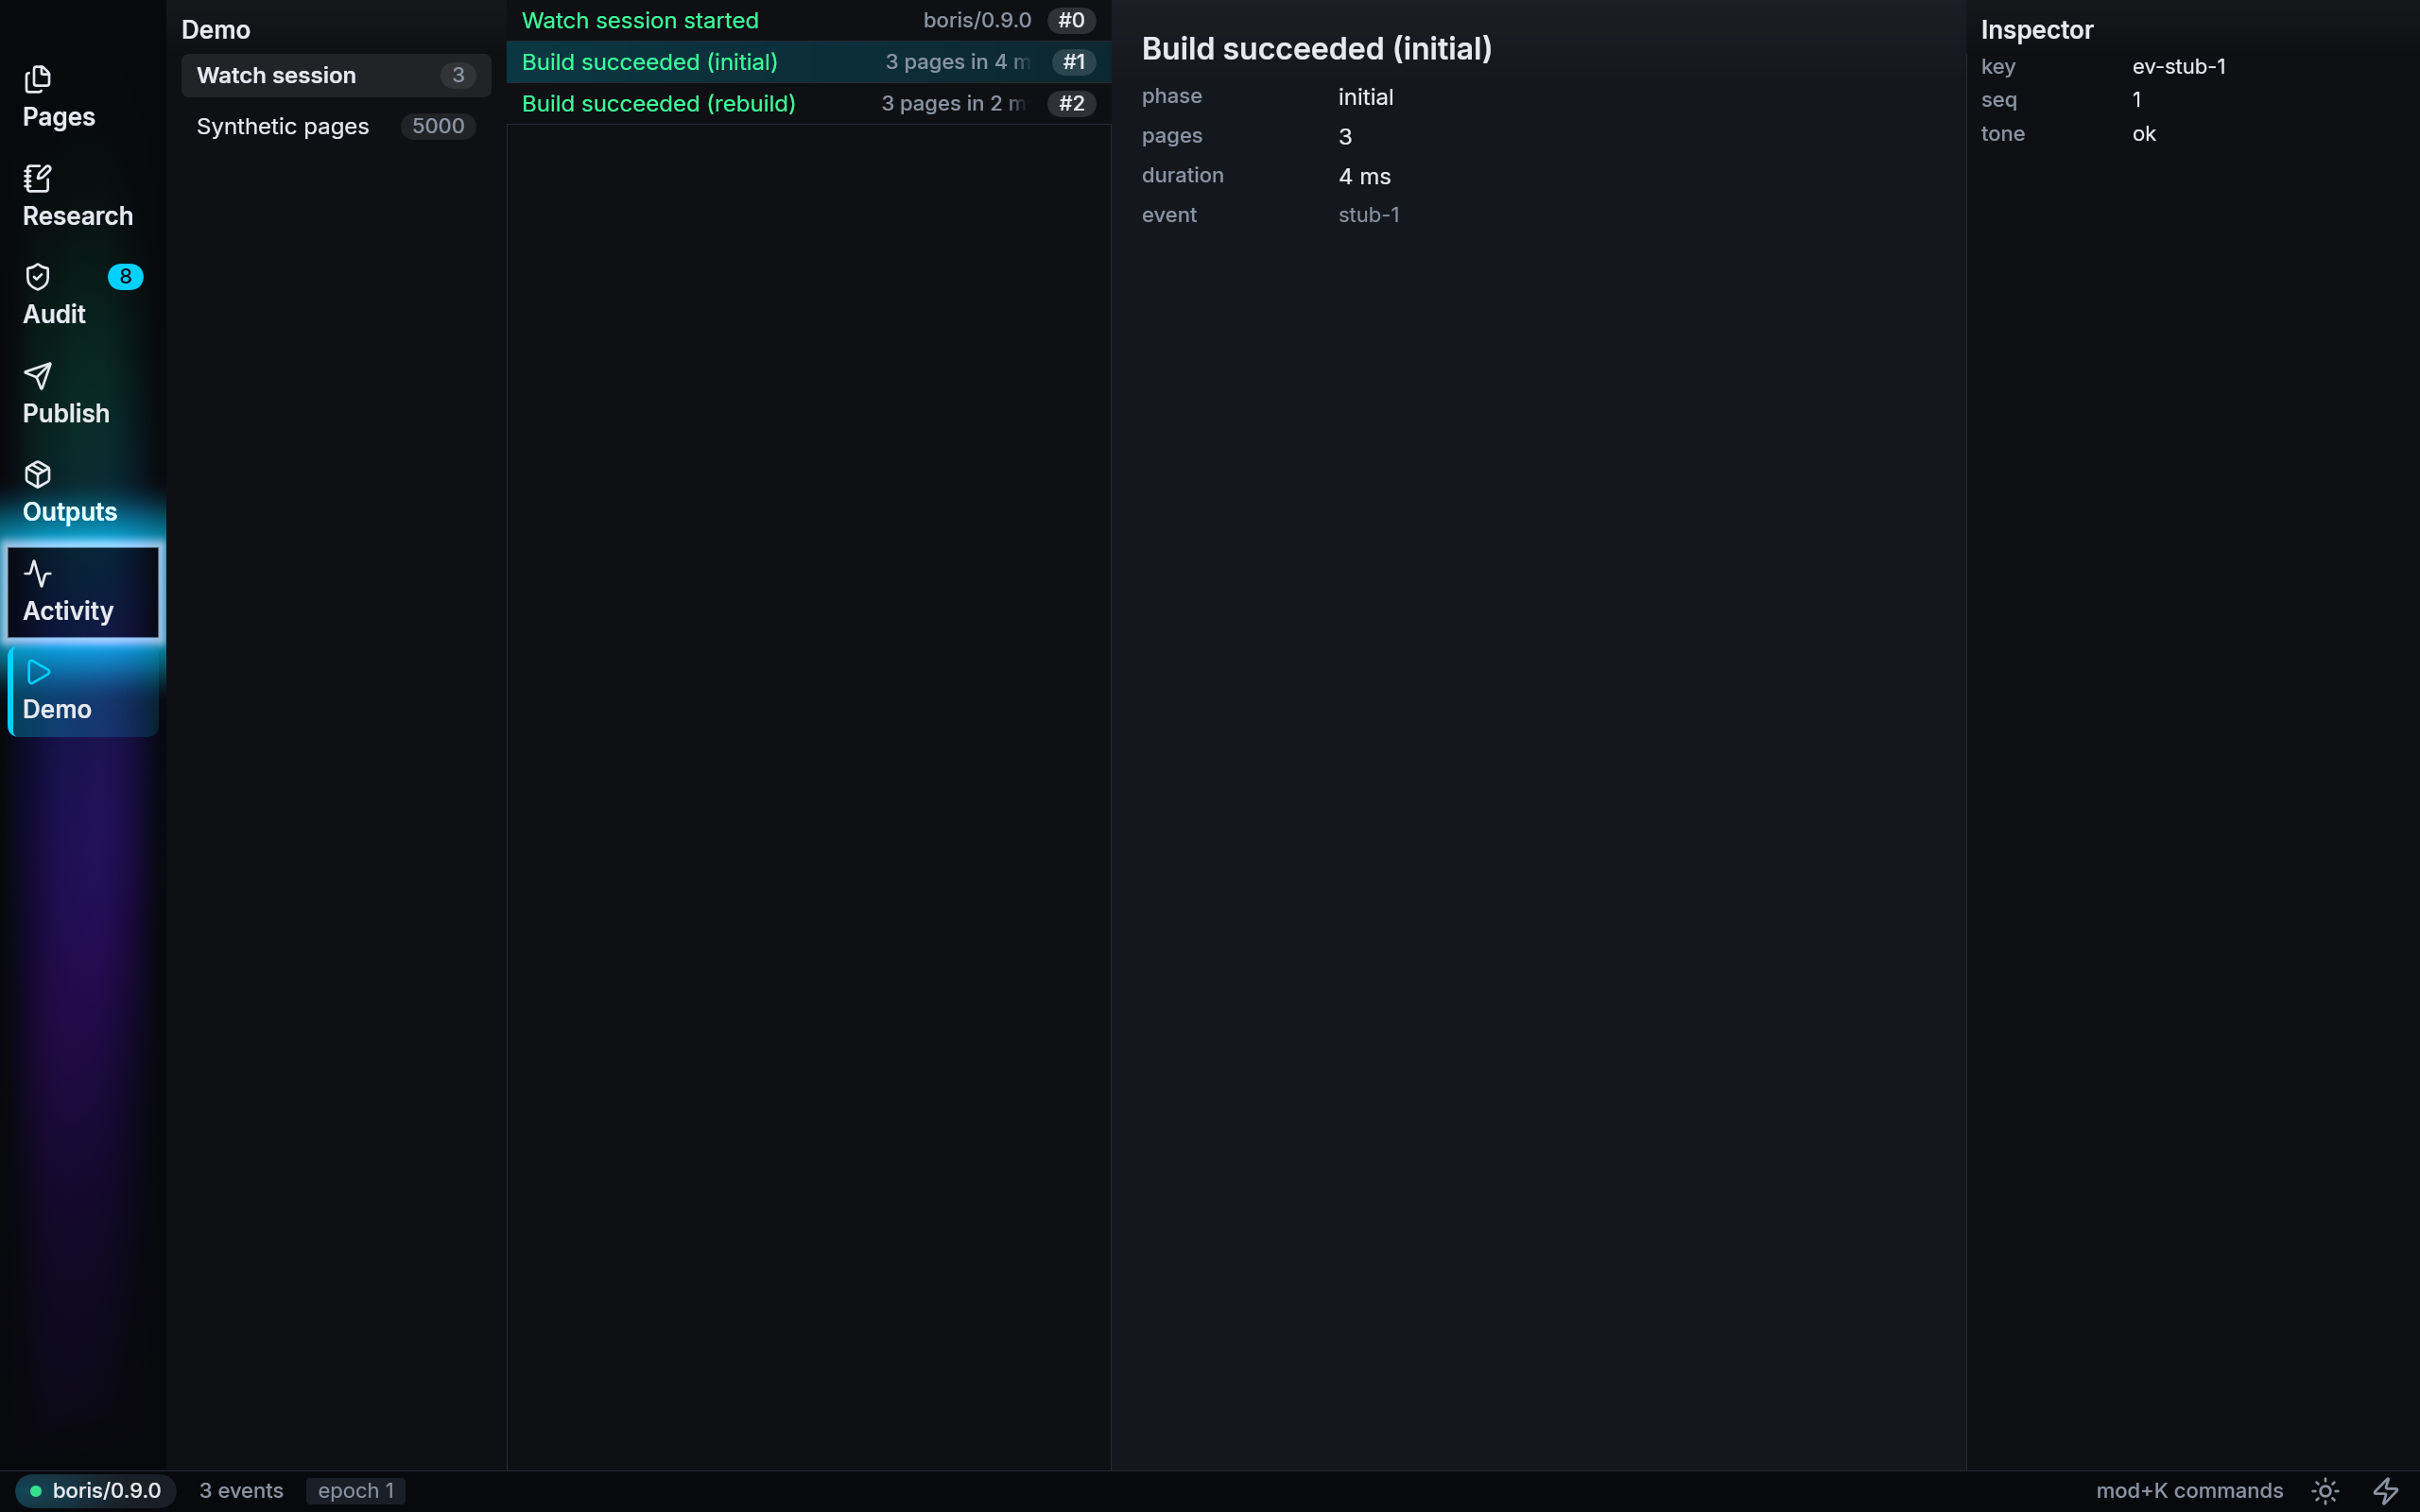 Pages
Research
Audit 8
Publish
Outputs
Activity
Demo
Demo
Watch session 3
Synthetic pages 5000
Watch session started boris/0.9.0 #0
Build succeeded (initial) 3 pages in 4 m #1
Build succeeded (rebuild) 3 pages in 2 m #2
Build succeeded (initial)
phase initial
pages 3
duration 4 ms
event stub-1
Inspector
key ev-stub-1
seq 1
tone ok
boris/0.9.0 3 events epoch 1 mod+K commands